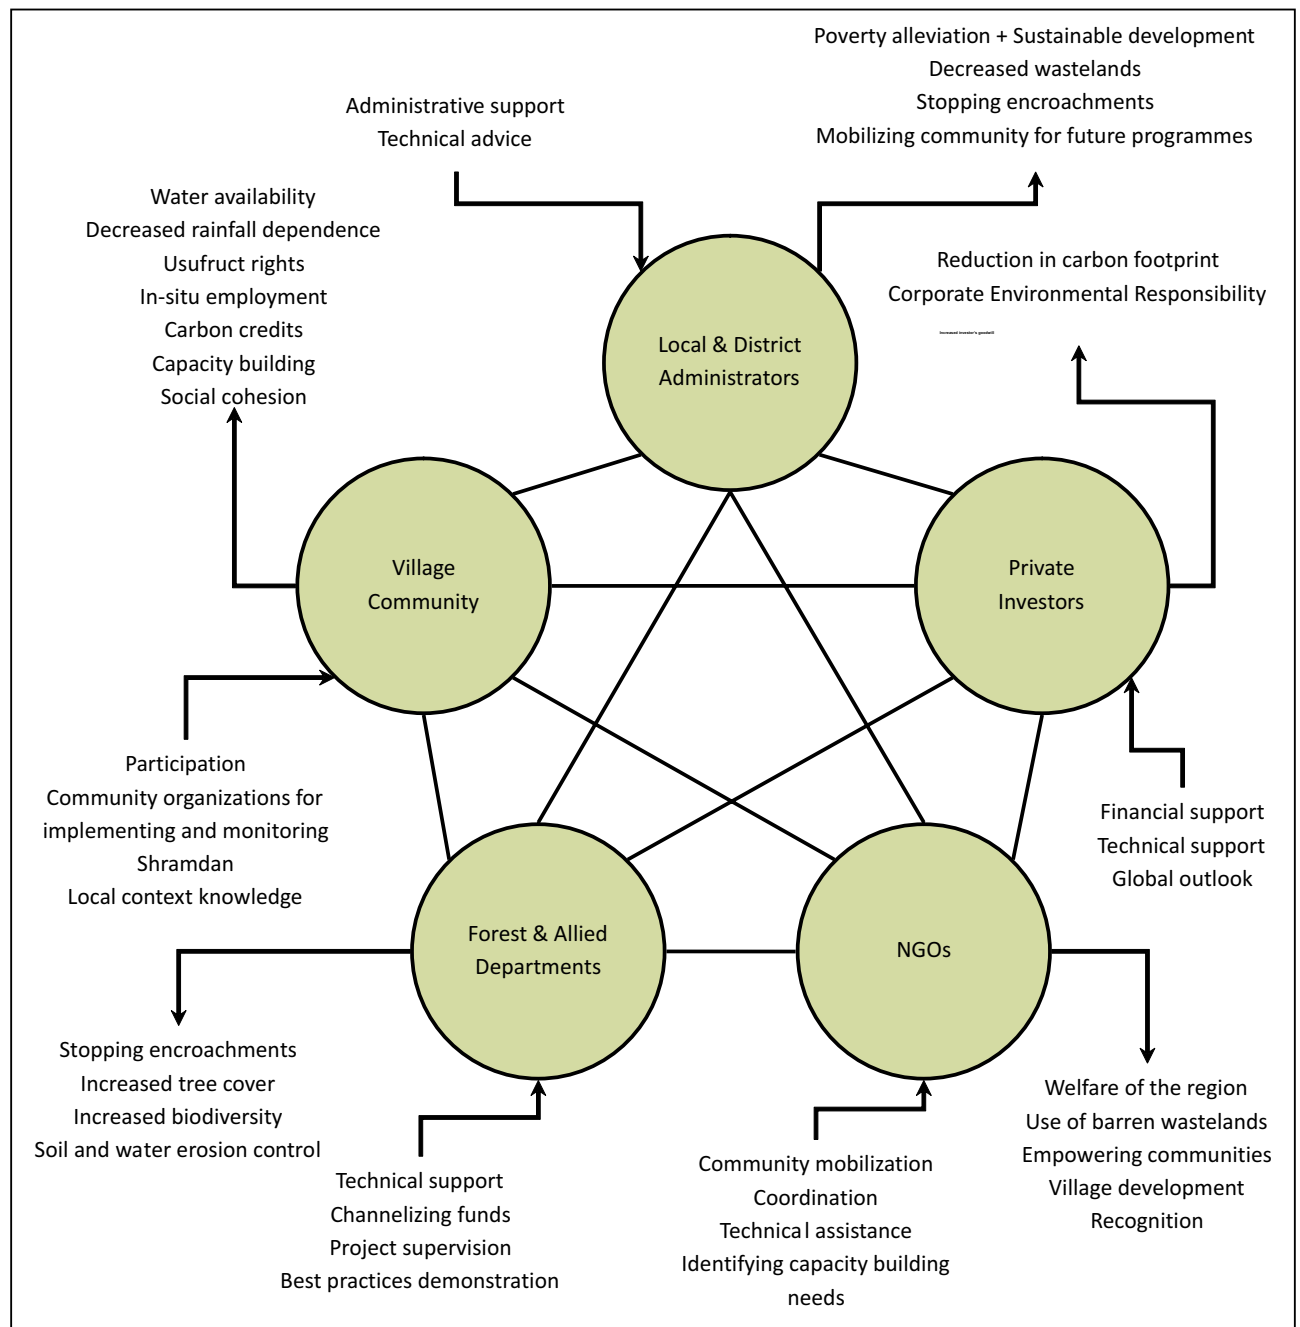 Poverty alleviation + Sustainable development
Decreased wastelands
Stopping encroachments
Mobilizing community for future programmes
Administrative support
Technical advice
Water availability
Decreased rainfall dependence
Usufruct rights
In-situ employment
Carbon credits
Capacity building
Social cohesion
Reduction in carbon footprint
Corporate Environmental Responsibility
Increased investor's goodwill
Local & District
Administrators
Village
Community
Private
Investors
Participation
Community organizations for
implementing and monitoring
Shramdan
Local context knowledge
Financial support
Technical support
Global outlook
Forest & Allied
Departments
NGOs
Stopping encroachments
Increased tree cover
Increased biodiversity
Soil and water erosion control
Technical support
Channelizing funds
Project supervision
Best practices demonstration
Community mobilization
Coordination
Technical assistance
Identifying capacity building
needs
Welfare of the region
Use of barren wastelands
Empowering communities
Village development
Recognition